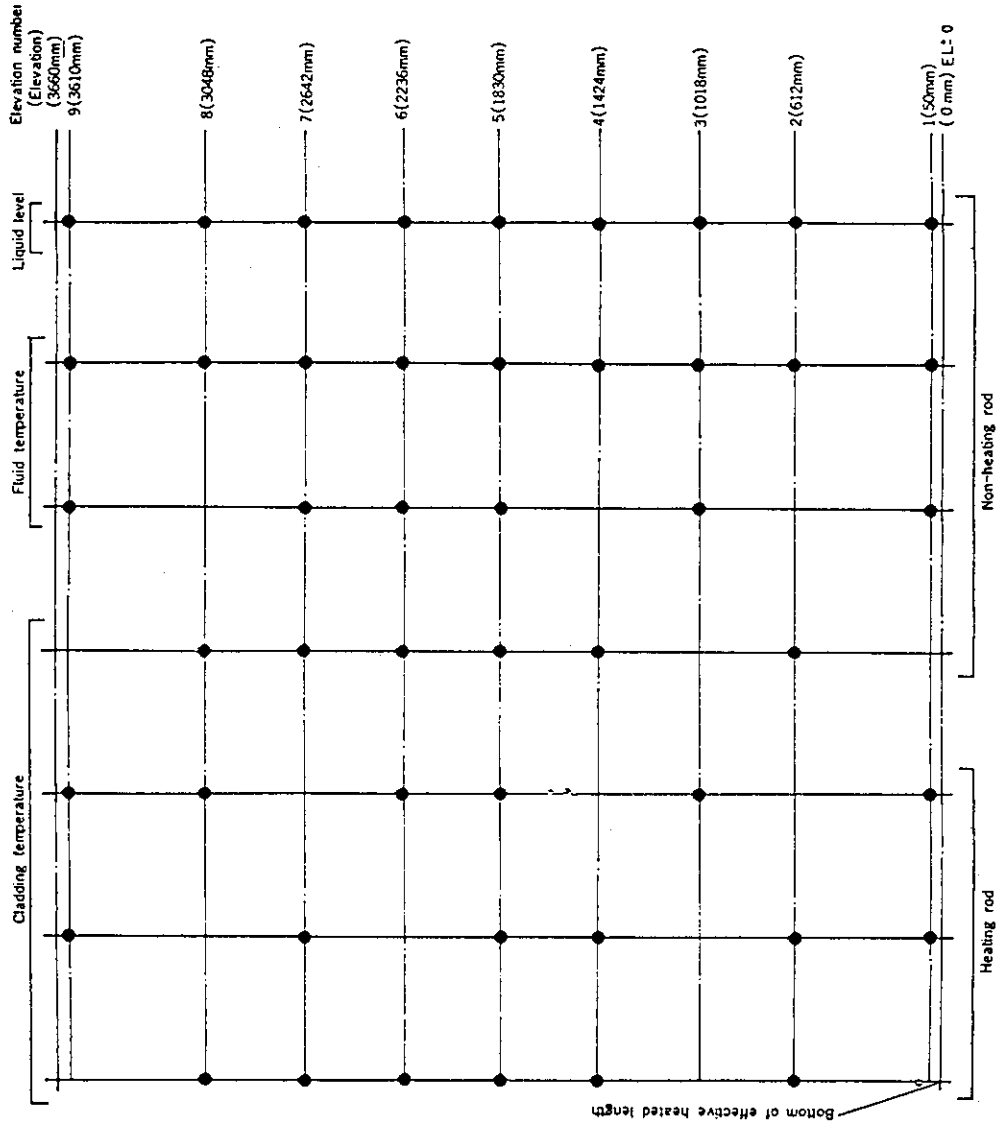 Elevation number
(Elevation)
(3660mm)
9(3610mm)
8(3048mm)
7(2642mm)
6(2236mm)
5(1830mm)
4(1424mm)
3(1018mm)
2(612mm)
1(50mm)
(0mm) EL±0
Cladding temperature
Fluid temperature
Liquid level
Heating rod
Non-heating rod
Bottom of effective heated length